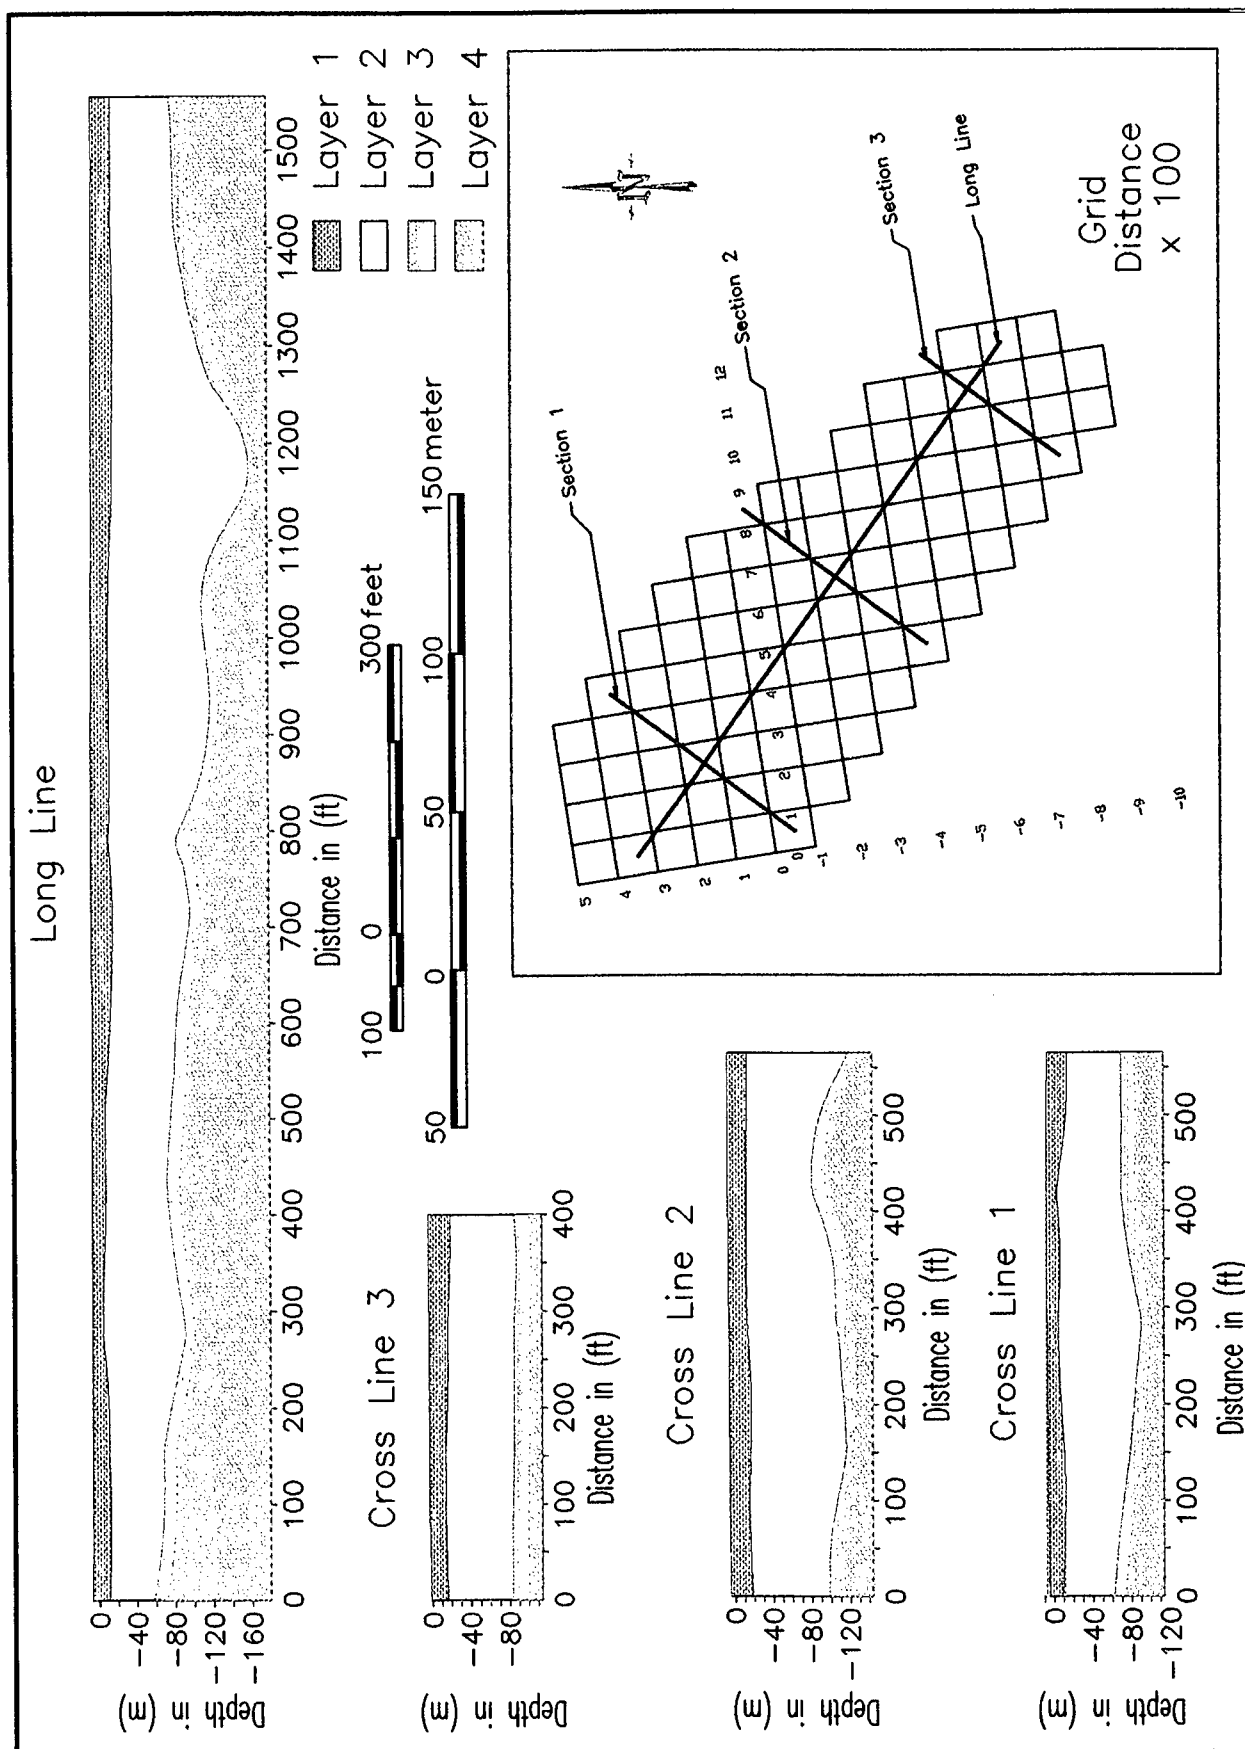 Long Line
0
−40
−80
−120
−160
Depth in (m)
0 100 200 300 400 500 600 700 800 900 1000 1100 1200 1300 1400 1500
Distance in (ft)
Layer 1
Layer 2
Layer 3
Layer 4
100 0 300 feet
50 0 50 100 150 meter
Cross Line 3
0
−40
−80
Depth in (m)
0 100 200 300 400
Distance in (ft)
Cross Line 2
0
−40
−80
−120
Depth in (m)
0 100 200 300 400 500
Distance in (ft)
Cross Line 1
0
−40
−80
−120
Depth in (m)
0 100 200 300 400 500
Distance in (ft)
Section 1
Section 2
Section 3
Long Line
N
5
4
3
2
1
0
−1
−2
−3
−4
−5
−6
−7
−8
−9
−10
0 1 2 3 4 5 6 7 8 9 10 11 12
Grid
Distance
x 100